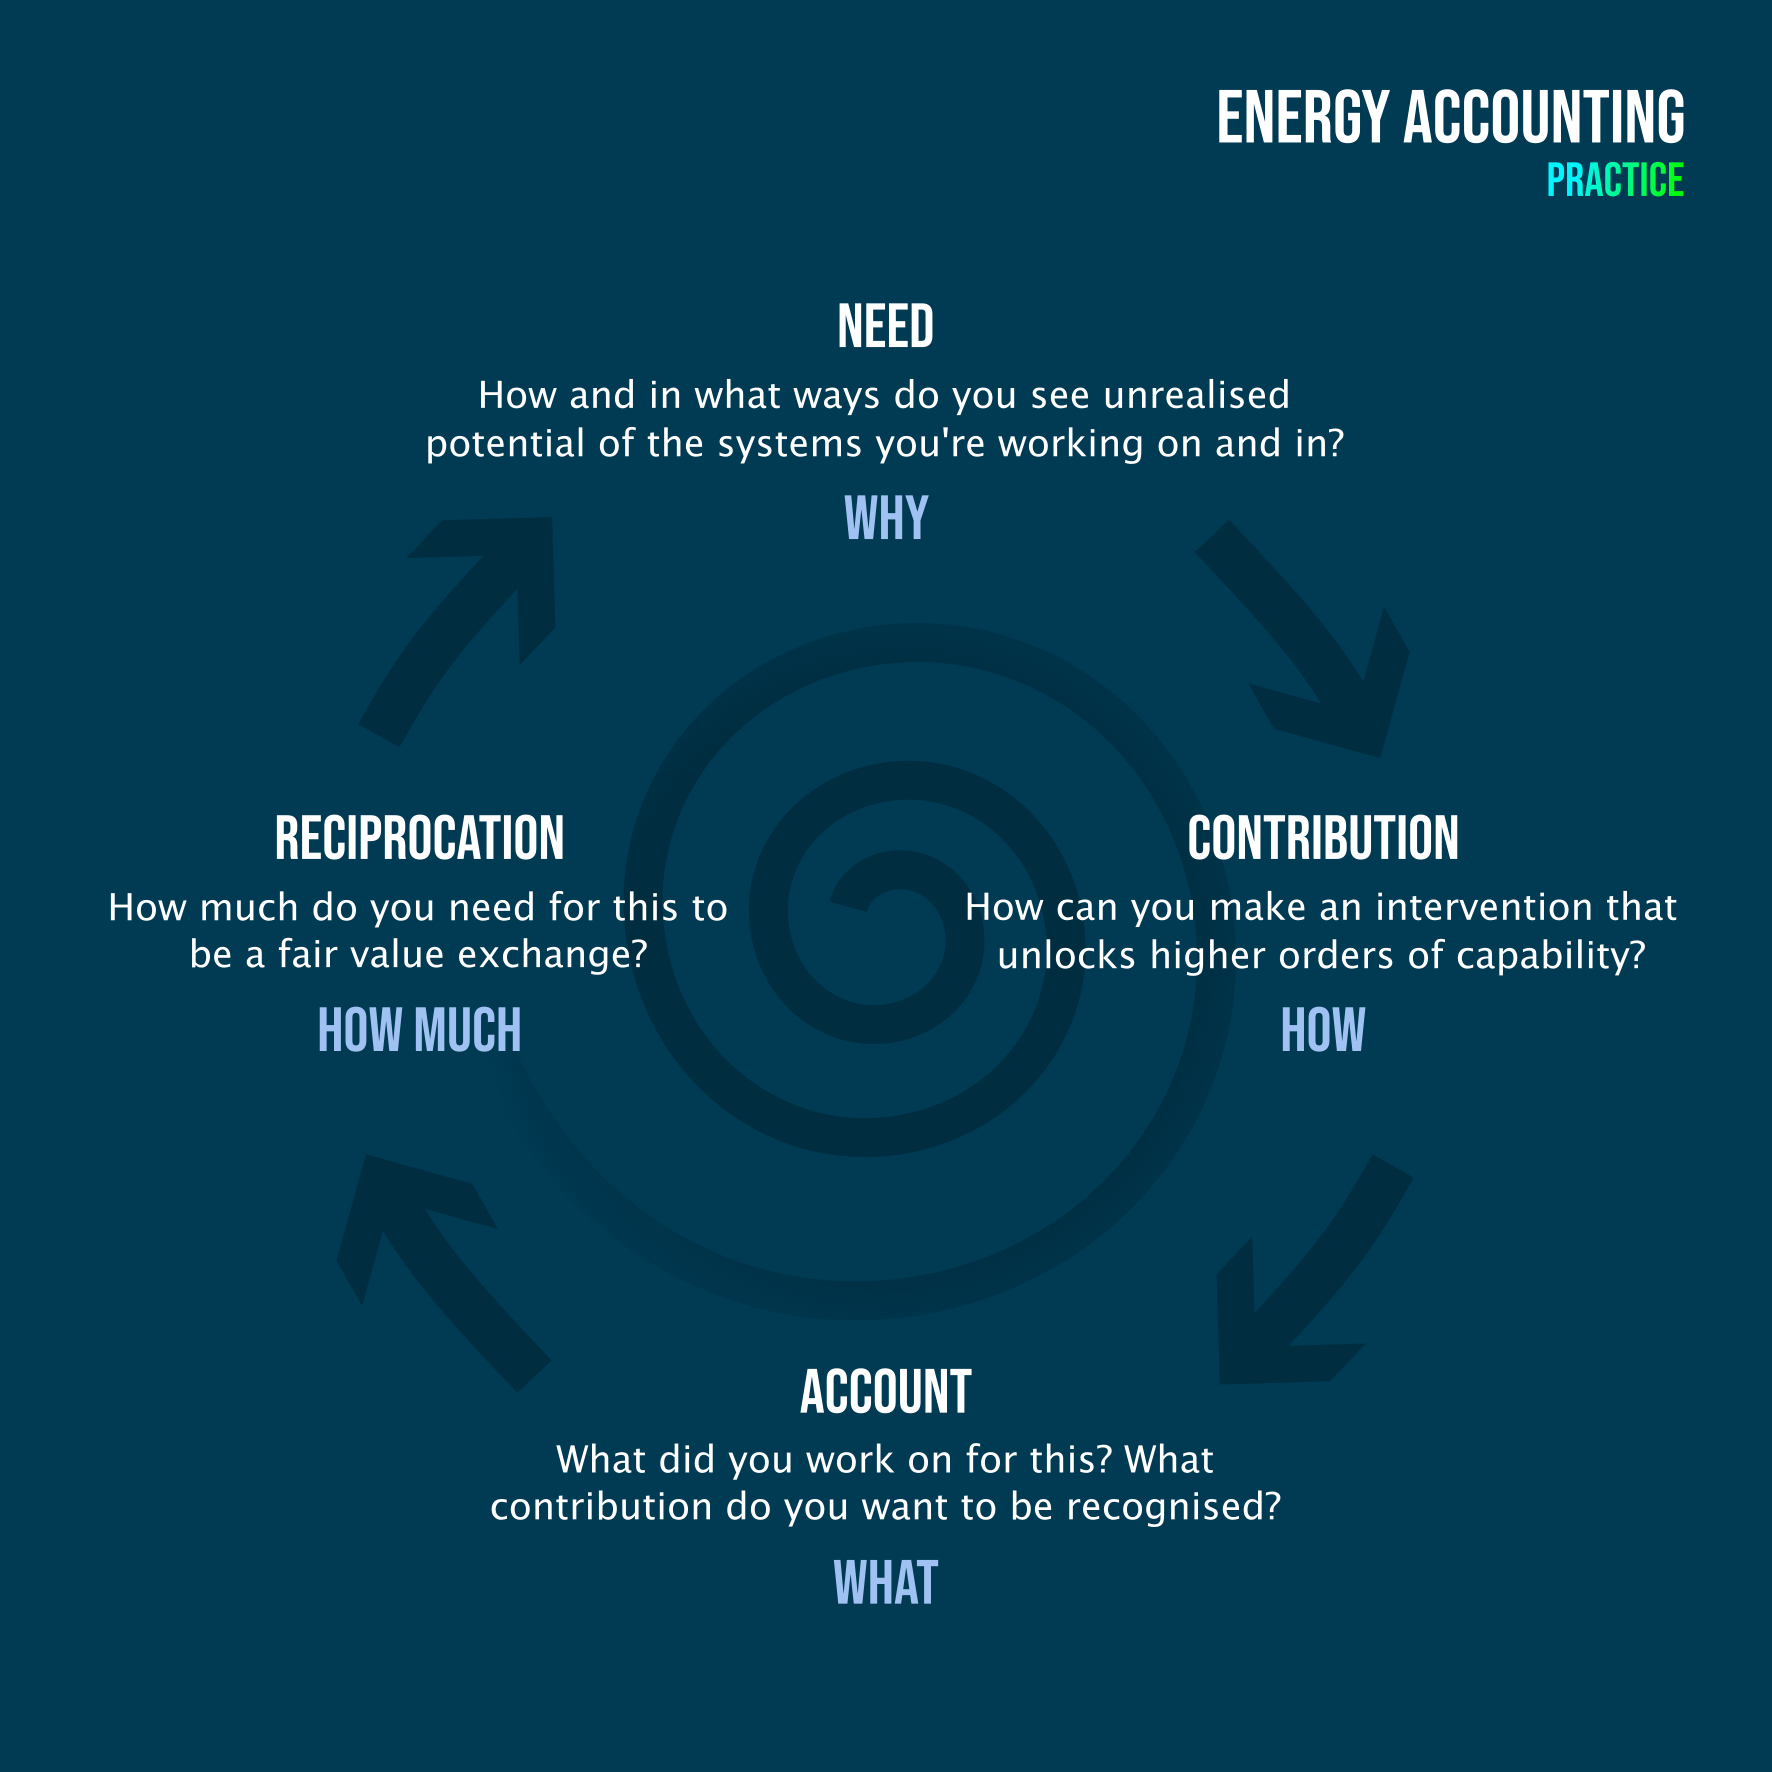 ENERGY ACCOUNTING
PRACTICE
NEED
How and in what ways do you see unrealised
potential of the systems you're working on and in?
WHY
RECIPROCATION
How much do you need for this to
be a fair value exchange?
HOW MUCH
CONTRIBUTION
How can you make an intervention that
unlocks higher orders of capability?
HOW
ACCOUNT
What did you work on for this? What
contribution do you want to be recognised?
WHAT